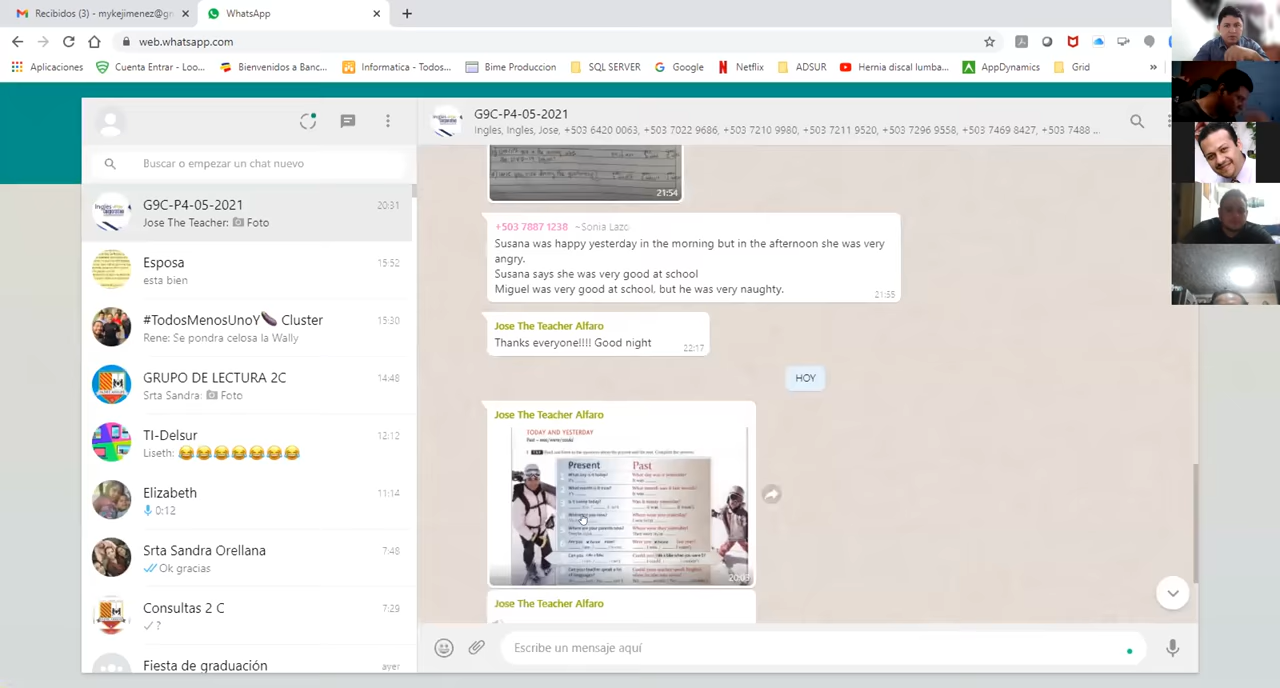 Recibidos (3) - mykejimenez@gm
WhatsApp
web.whatsapp.com
Aplicaciones
Cuenta Entrar - Loo...
Bienvenidos a Banc...
Informatica - Todos...
Bime Produccion
SQL SERVER
Google
Netflix
ADSUR
Hernia discal lumba...
AppDynamics
Grid
»
Buscar o empezar un chat nuevo
G9C-P4-05-2021
20:31
Jose The Teacher: Foto
Esposa
15:52
esta bien
#TodosMenosUnoY🍆 Cluster
15:30
Rene: Se pondra celosa la Wally
GRUPO DE LECTURA 2C
14:48
Srta Sandra: Foto
TI-Delsur
12:12
Liseth: 😂😂😂😂😂😂😂
Elizabeth
11:14
0:12
Srta Sandra Orellana
7:48
Ok gracias
Consultas 2 C
7:29
?
Fiesta de graduación
ayer
G9C-P4-05-2021
Ingles, Ingles, Jose, +503 6420 0063, +503 7022 9686, +503 7210 9980, +503 7211 9520, +503 7296 9558, +503 7469 8427, +503 7488 ...
21:54
+503 7887 1238 ~Sonia Lazo
Susana was happy yesterday in the morning but in the afternoon she was very
angry.
Susana says she was very good at school
Miguel was very good at school, but he was very naughty.
21:55
Jose The Teacher Alfaro
Thanks everyone!!!! Good night
22:17
HOY
Jose The Teacher Alfaro
TODAY AND YESTERDAY
Present Past
Jose The Teacher Alfaro
Escribe un mensaje aquí